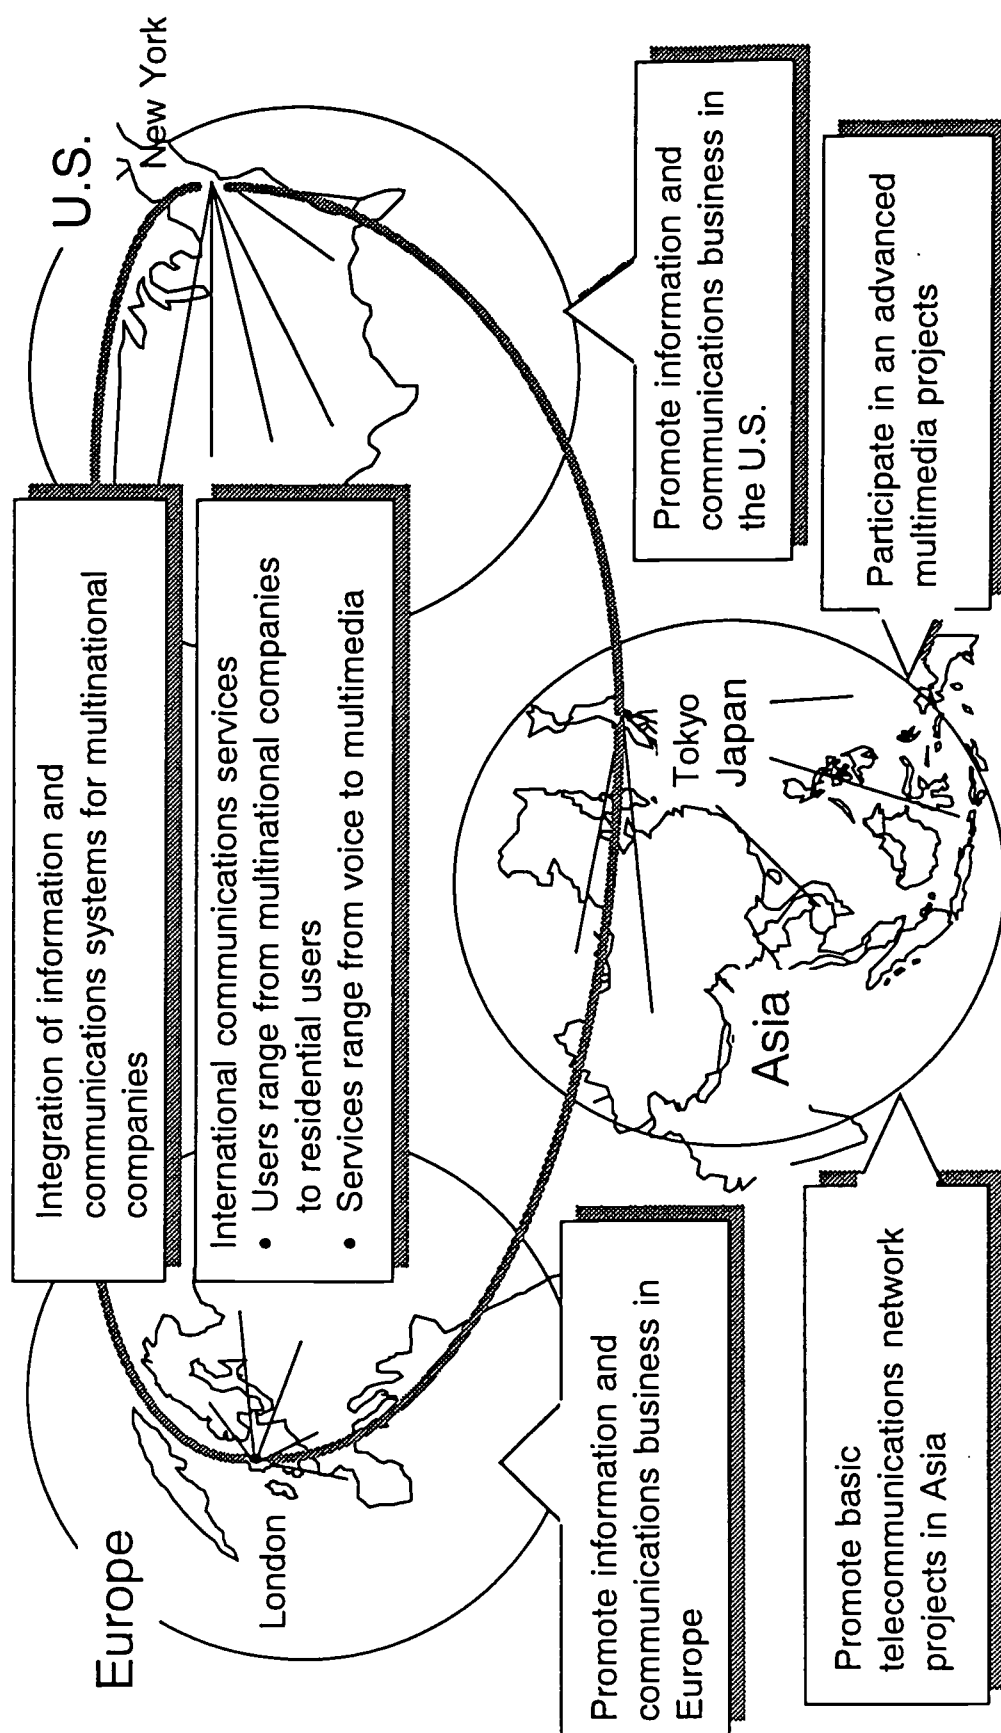 Integration of information and
communications systems for multinational
companies
International communications services
• Users range from multinational companies
to residential users
• Services range from voice to multimedia
Europe
London
U.S.
New York
Promote information and
communications business in
Europe
Tokyo
Japan
Asia
Promote information and
communications business in
the U.S.
Promote basic
telecommunications network
projects in Asia
Participate in an advanced
multimedia projects